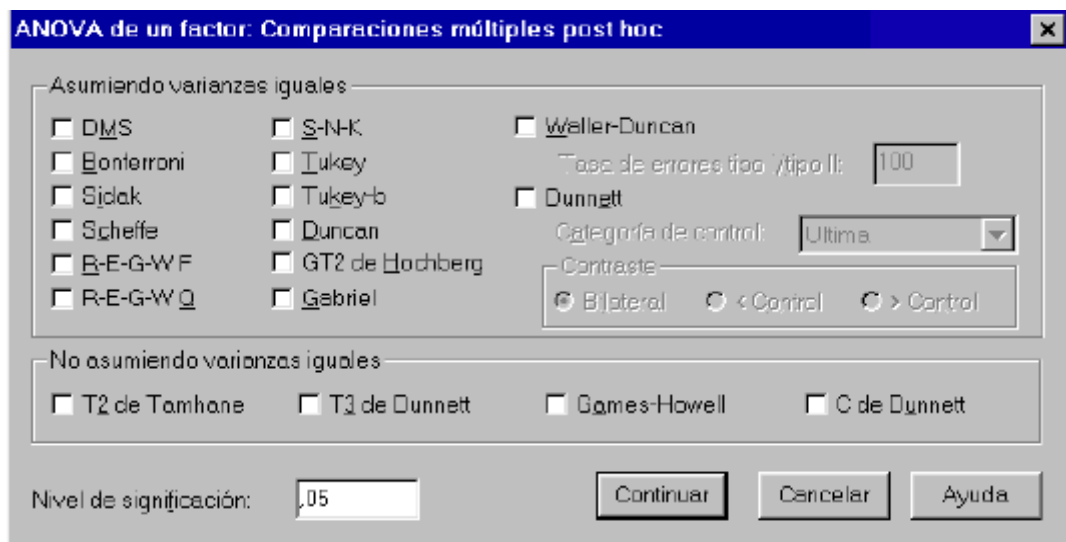 ANOVA de un factor: Comparaciones múltiples post hoc
Asumiendo varianzas iguales
DMS
S-N-K
Waller-Duncan
Bonferroni
Tukey
Tasa de errores tipo I/tipo II:
100
Sidak
Tukey-b
Dunnett
Scheffe
Duncan
Categoría de control:
Ultima
R-E-G-W F
GT2 de Hochberg
Contraste
R-E-G-W Q
Gabriel
Bilateral
< Control
> Control
No asumiendo varianzas iguales
T2 de Tamhane
T3 de Dunnett
Games-Howell
C de Dunnett
Nivel de significación:
,05
Continuar
Cancelar
Ayuda